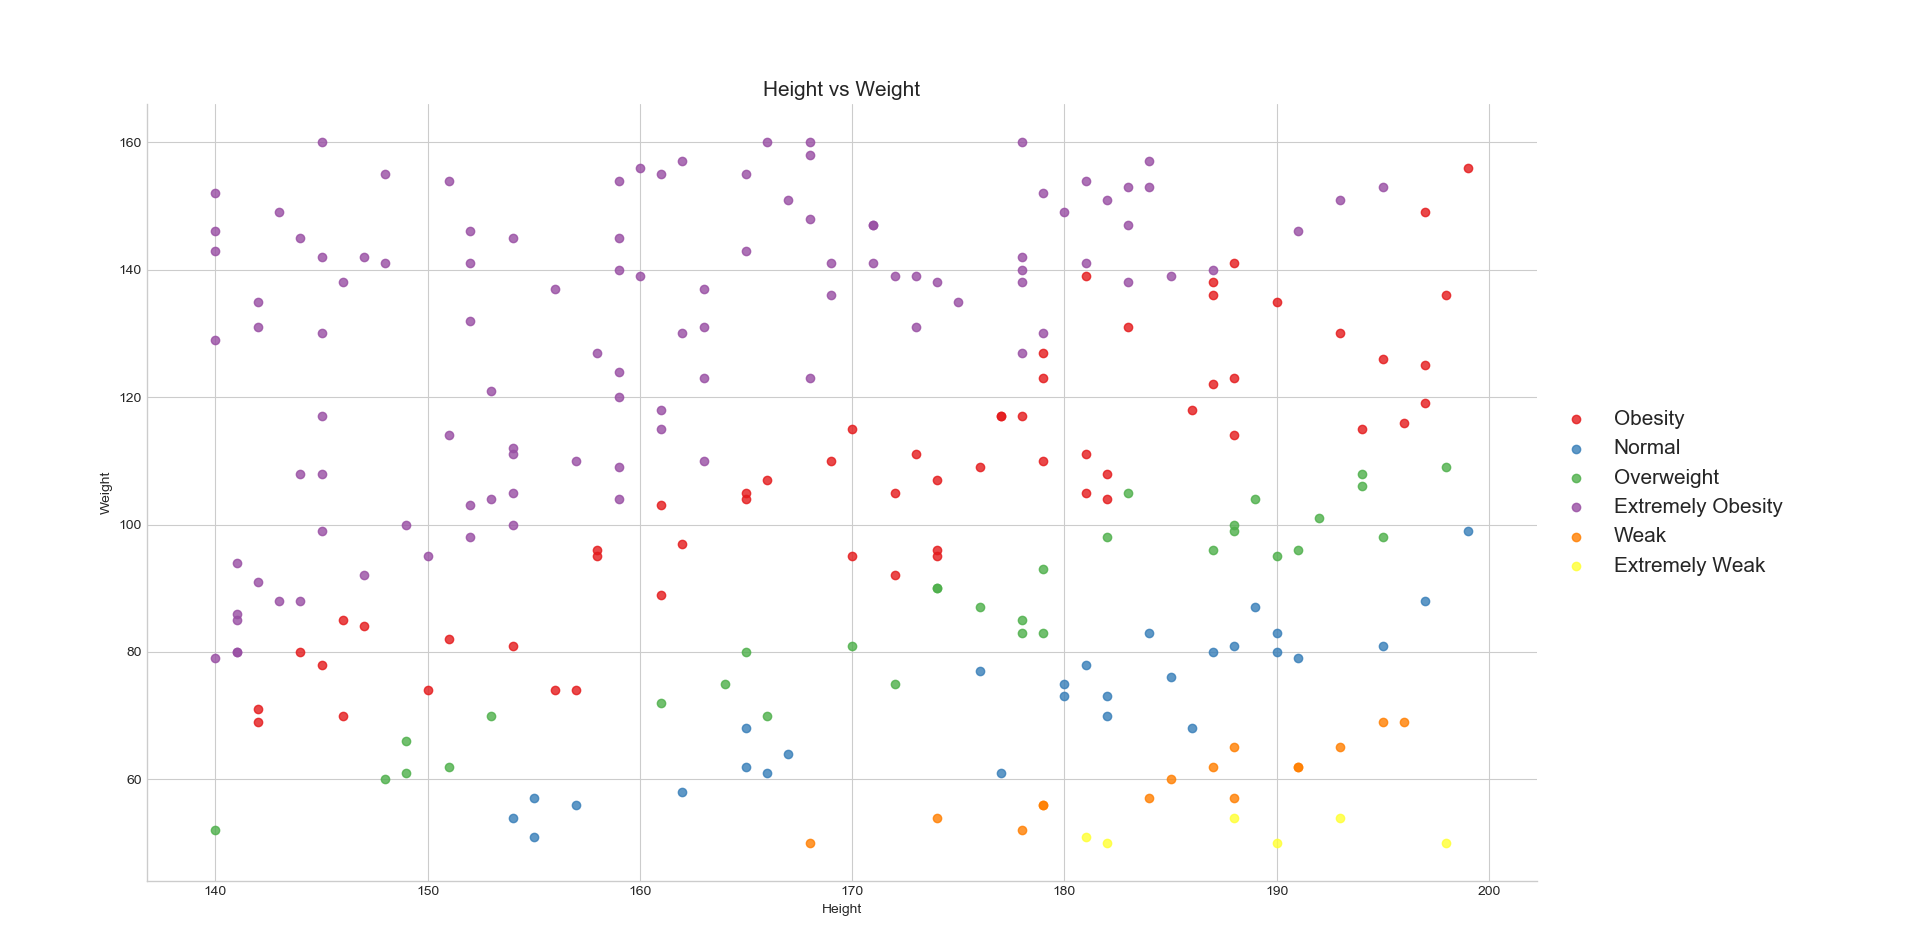 Height vs Weight
160
140
120
100
80
60
Weight
140 150 160 170 180 190 200
Height
Obesity
Normal
Overweight
Extremely Obesity
Weak
Extremely Weak